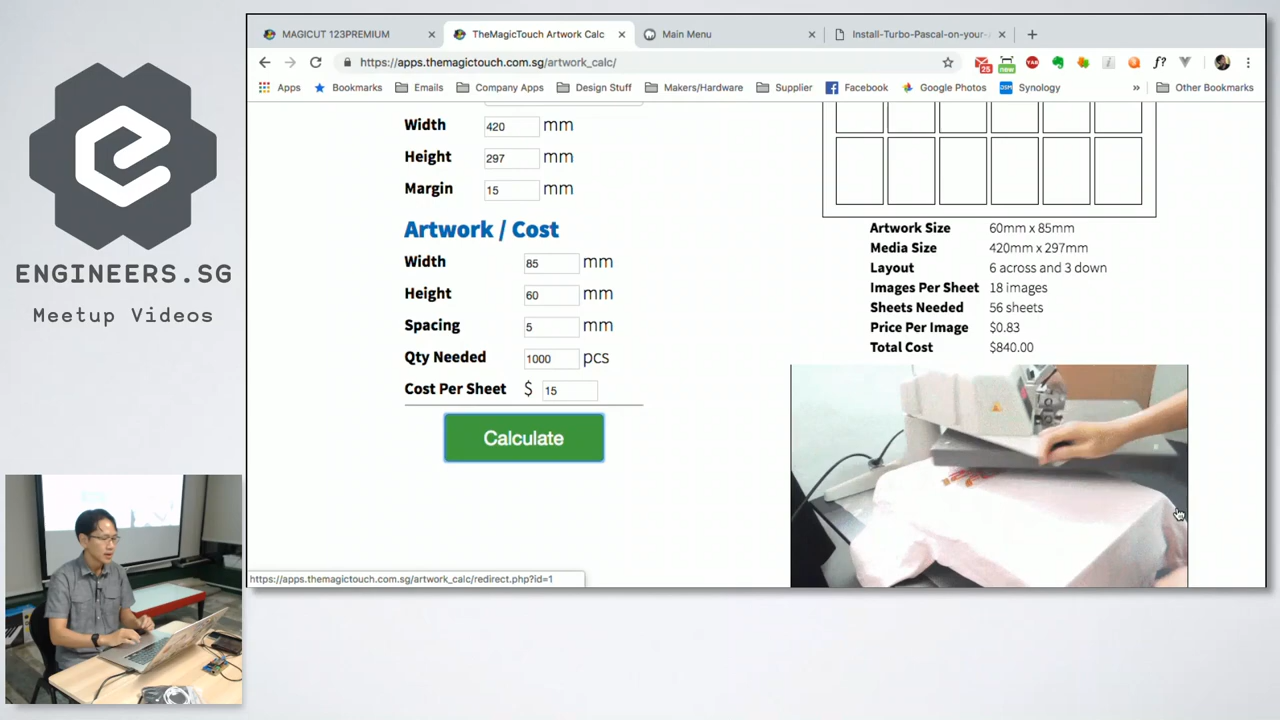 ENGINEERS.SG
Meetup Videos
MAGICUT 123PREMIUM
TheMagicTouch Artwork Calc
Main Menu
Install-Turbo-Pascal-on-your-
https://apps.themagictouch.com.sg/artwork_calc/
25
new
f?
Apps
Bookmarks
Emails
Company Apps
Design Stuff
Makers/Hardware
Supplier
Facebook
Google Photos
DSM
Synology
»
Other Bookmarks
Width 420 mm
Height 297 mm
Margin 15 mm
Artwork / Cost
Width 85 mm
Height 60 mm
Spacing 5 mm
Qty Needed 1000 pcs
Cost Per Sheet $ 15
Calculate
Artwork Size 60mm x 85mm
Media Size 420mm x 297mm
Layout 6 across and 3 down
Images Per Sheet 18 images
Sheets Needed 56 sheets
Price Per Image $0.83
Total Cost $840.00
https://apps.themagictouch.com.sg/artwork_calc/redirect.php?id=1